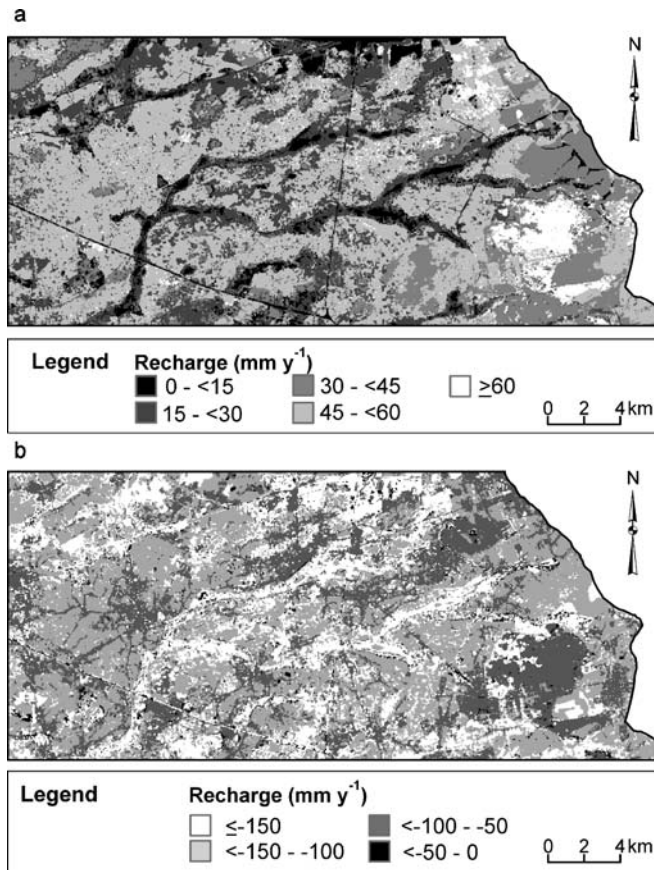 a
N
Legend Recharge (mm y-1)
0 - <15 30 - <45 ≥60
15 - <30 45 - <60
0 2 4 km
b
N
Legend Recharge (mm y-1)
≤-150 <-100 - -50
<-150 - -100 <-50 - 0
0 2 4 km